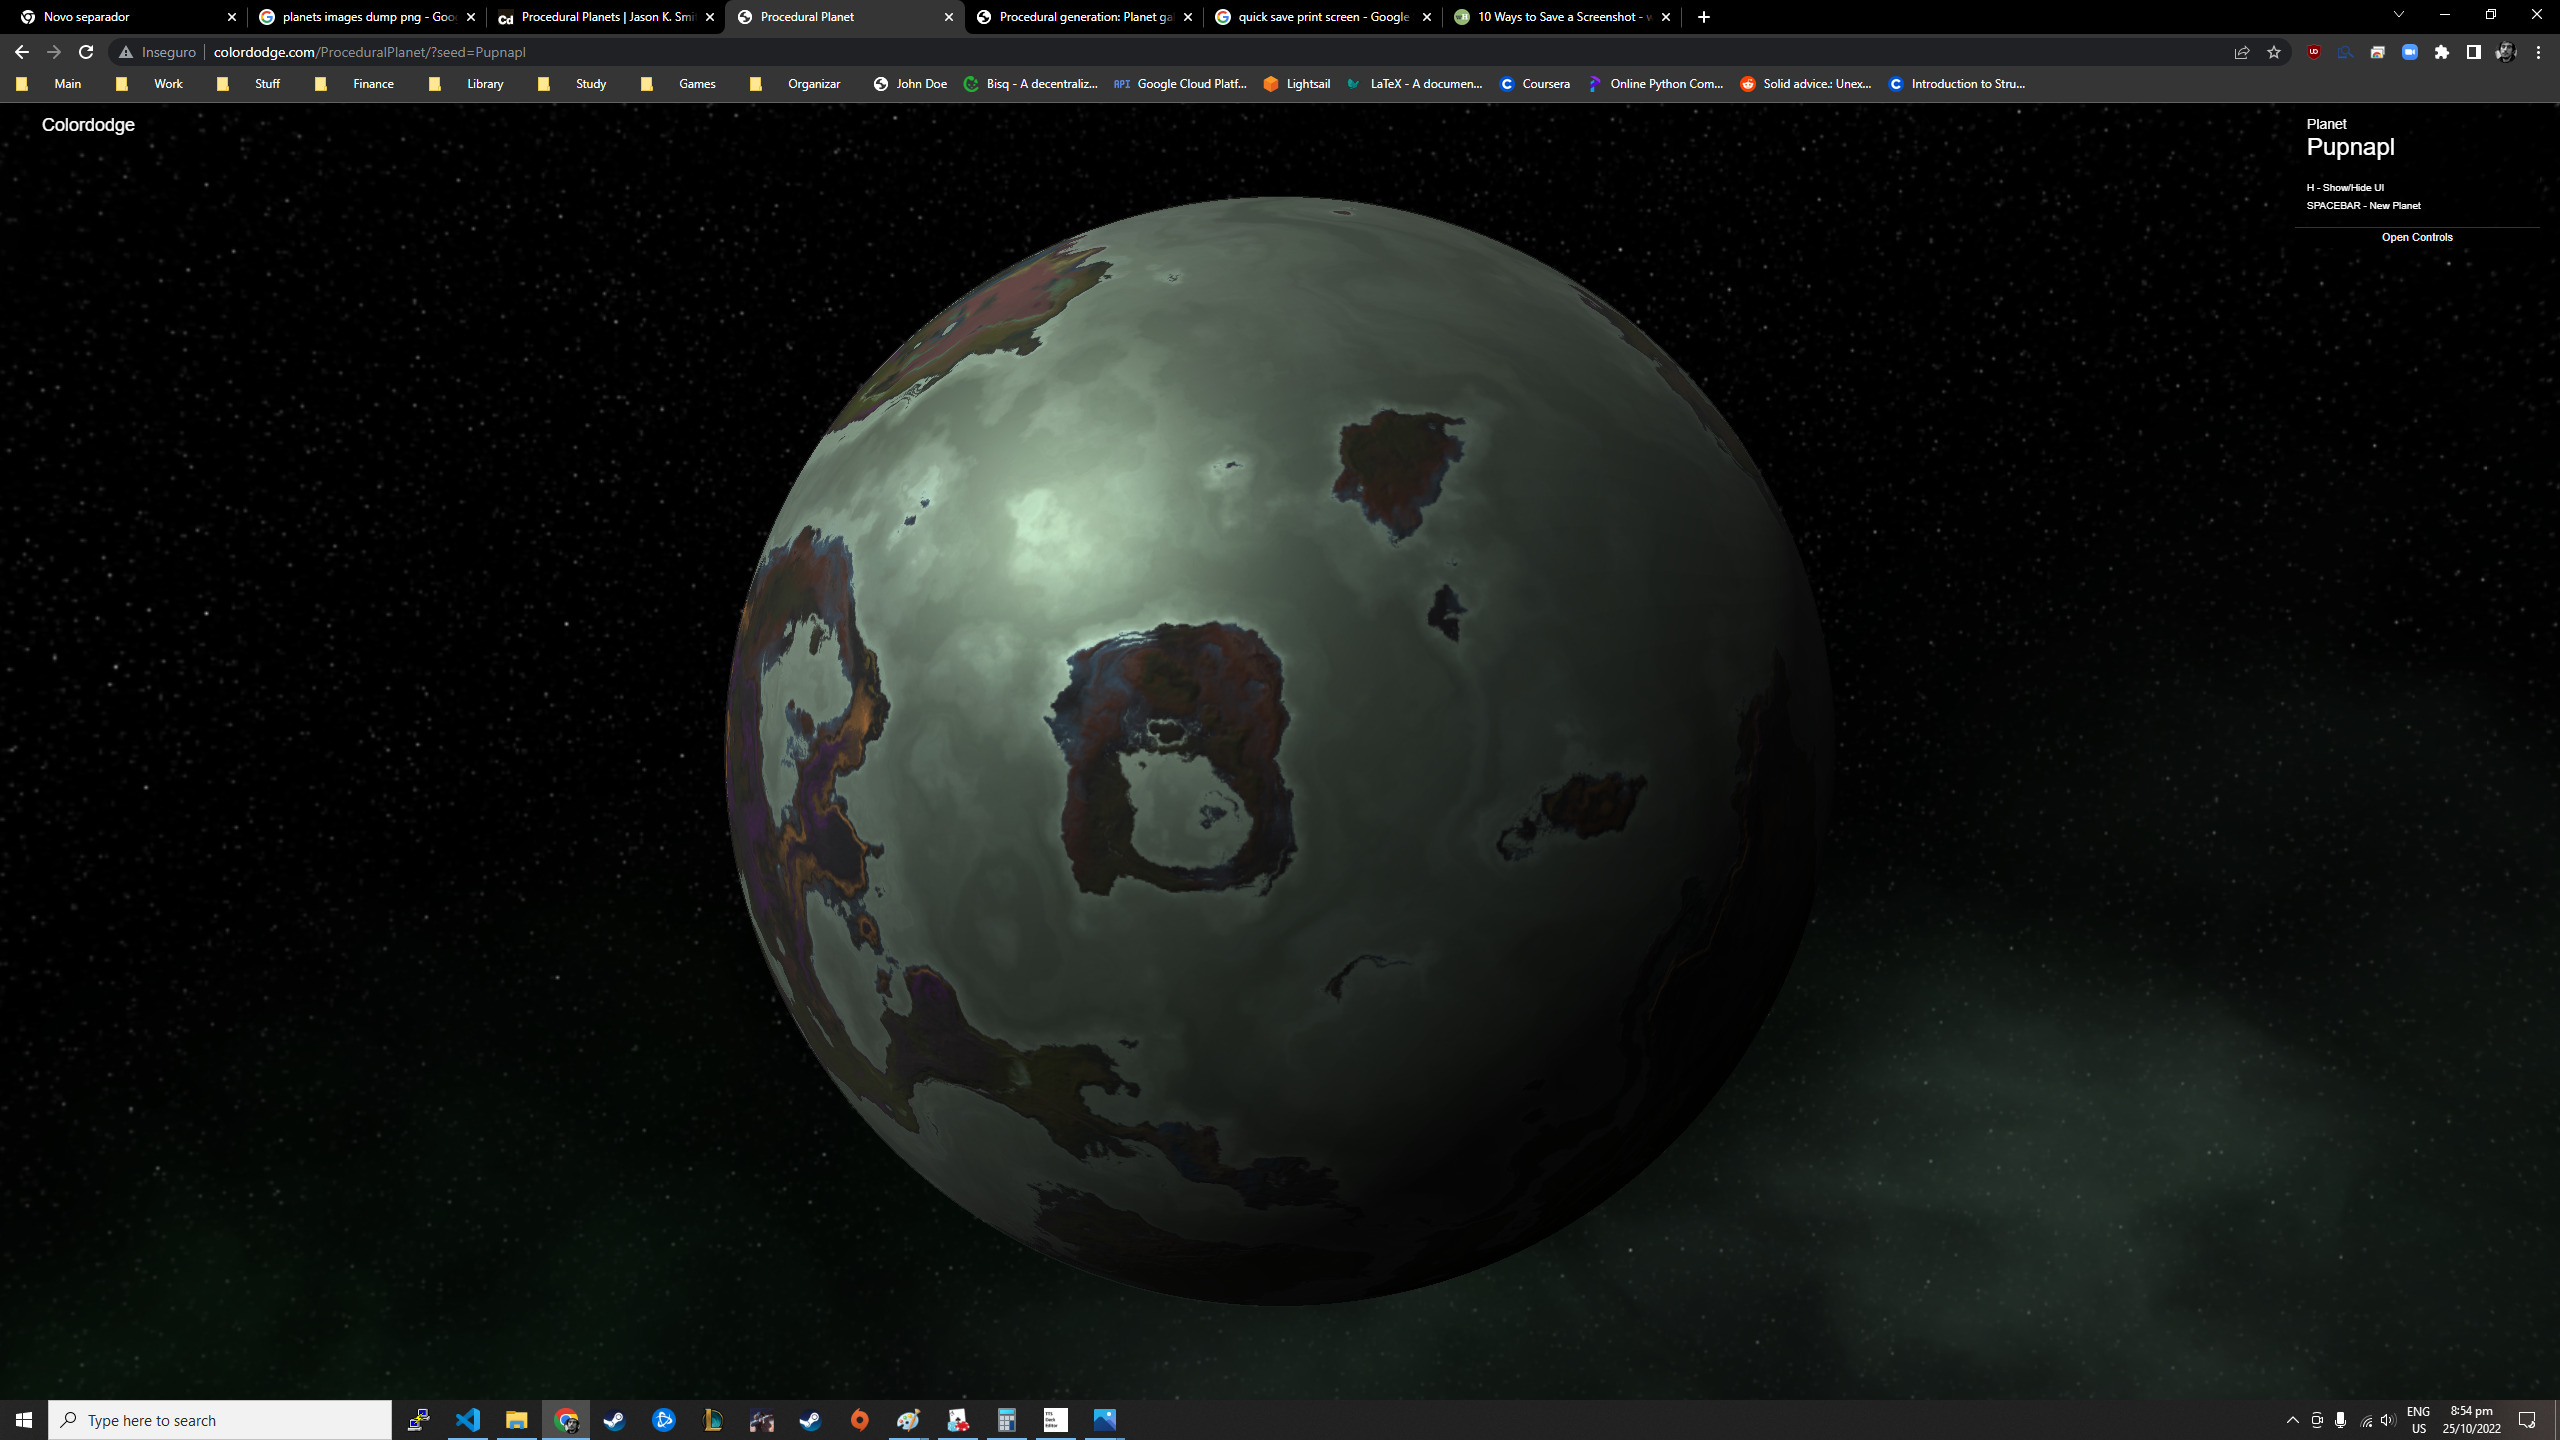 Novo separador
planets images dump png - Goo
Procedural Planets | Jason K. Smi
Procedural Planet
Procedural generation: Planet ga
quick save print screen - Google
10 Ways to Save a Screenshot - w
Inseguro
colordodge.com/ProceduralPlanet/?seed=Pupnapl
Main
Work
Stuff
Finance
Library
Study
Games
Organizar
John Doe
Bisq - A decentraliz...
API
Google Cloud Platf...
Lightsail
LaTeX - A documen...
Coursera
Online Python Com...
Solid advice.: Unex...
Introduction to Stru...
Colordodge
Planet
Pupnapl
H - Show/Hide UI
SPACEBAR - New Planet
Open Controls
Type here to search
ENG
US
8:54 pm
25/10/2022